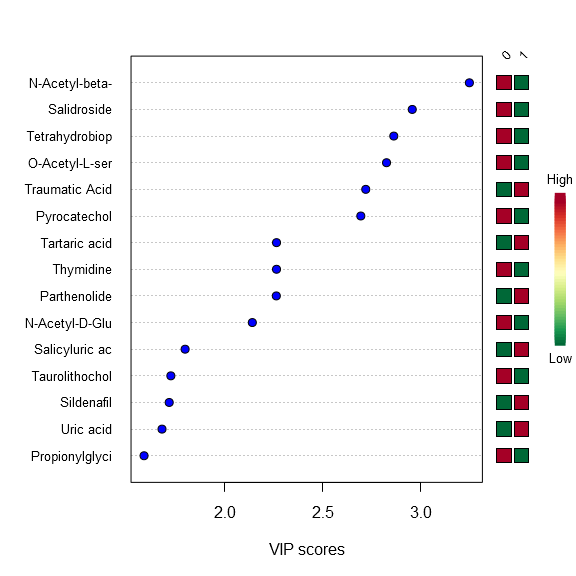 0 1
N-Acetyl-beta-
Salidroside
Tetrahydrobiop
O-Acetyl-L-ser
Traumatic Acid
Pyrocatechol
Tartaric acid
Thymidine
Parthenolide
N-Acetyl-D-Glu
Salicyluric ac
Taurolithochol
Sildenafil
Uric acid
Propionylglyci
High
Low
2.0 2.5 3.0
VIP scores